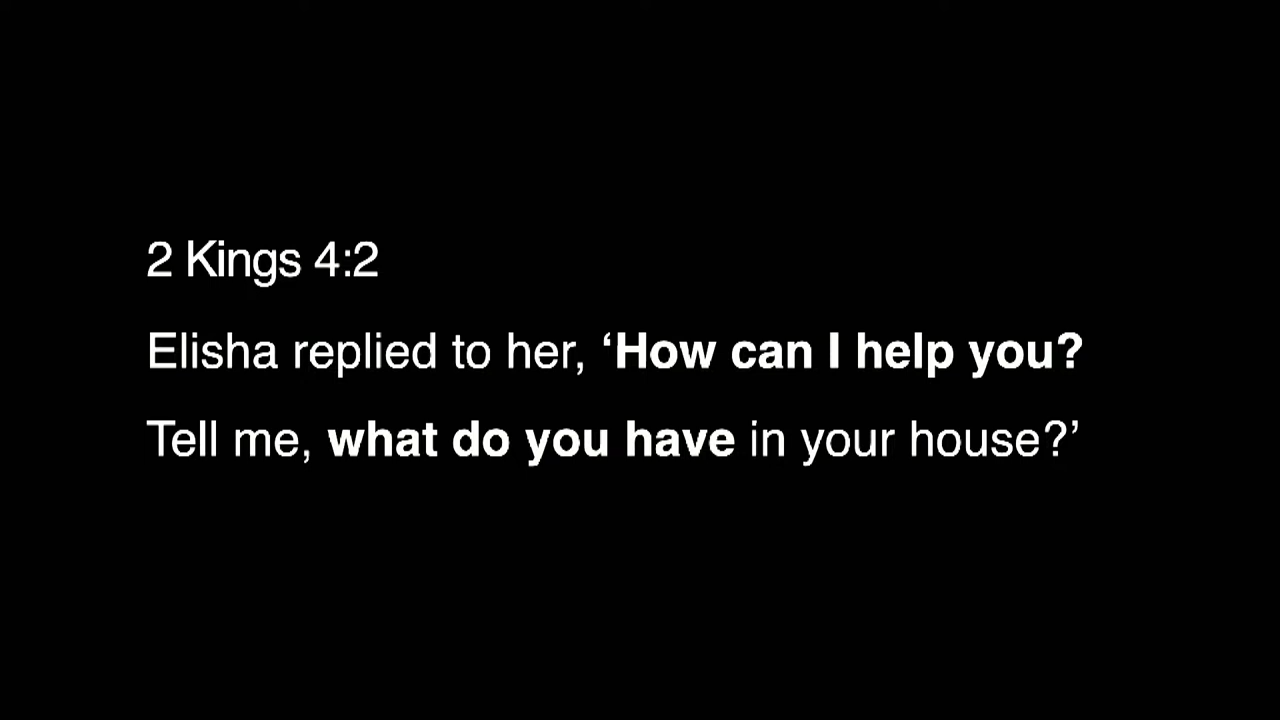 2 Kings 4:2
Elisha replied to her, ‘How can I help you?
Tell me, what do you have in your house?’